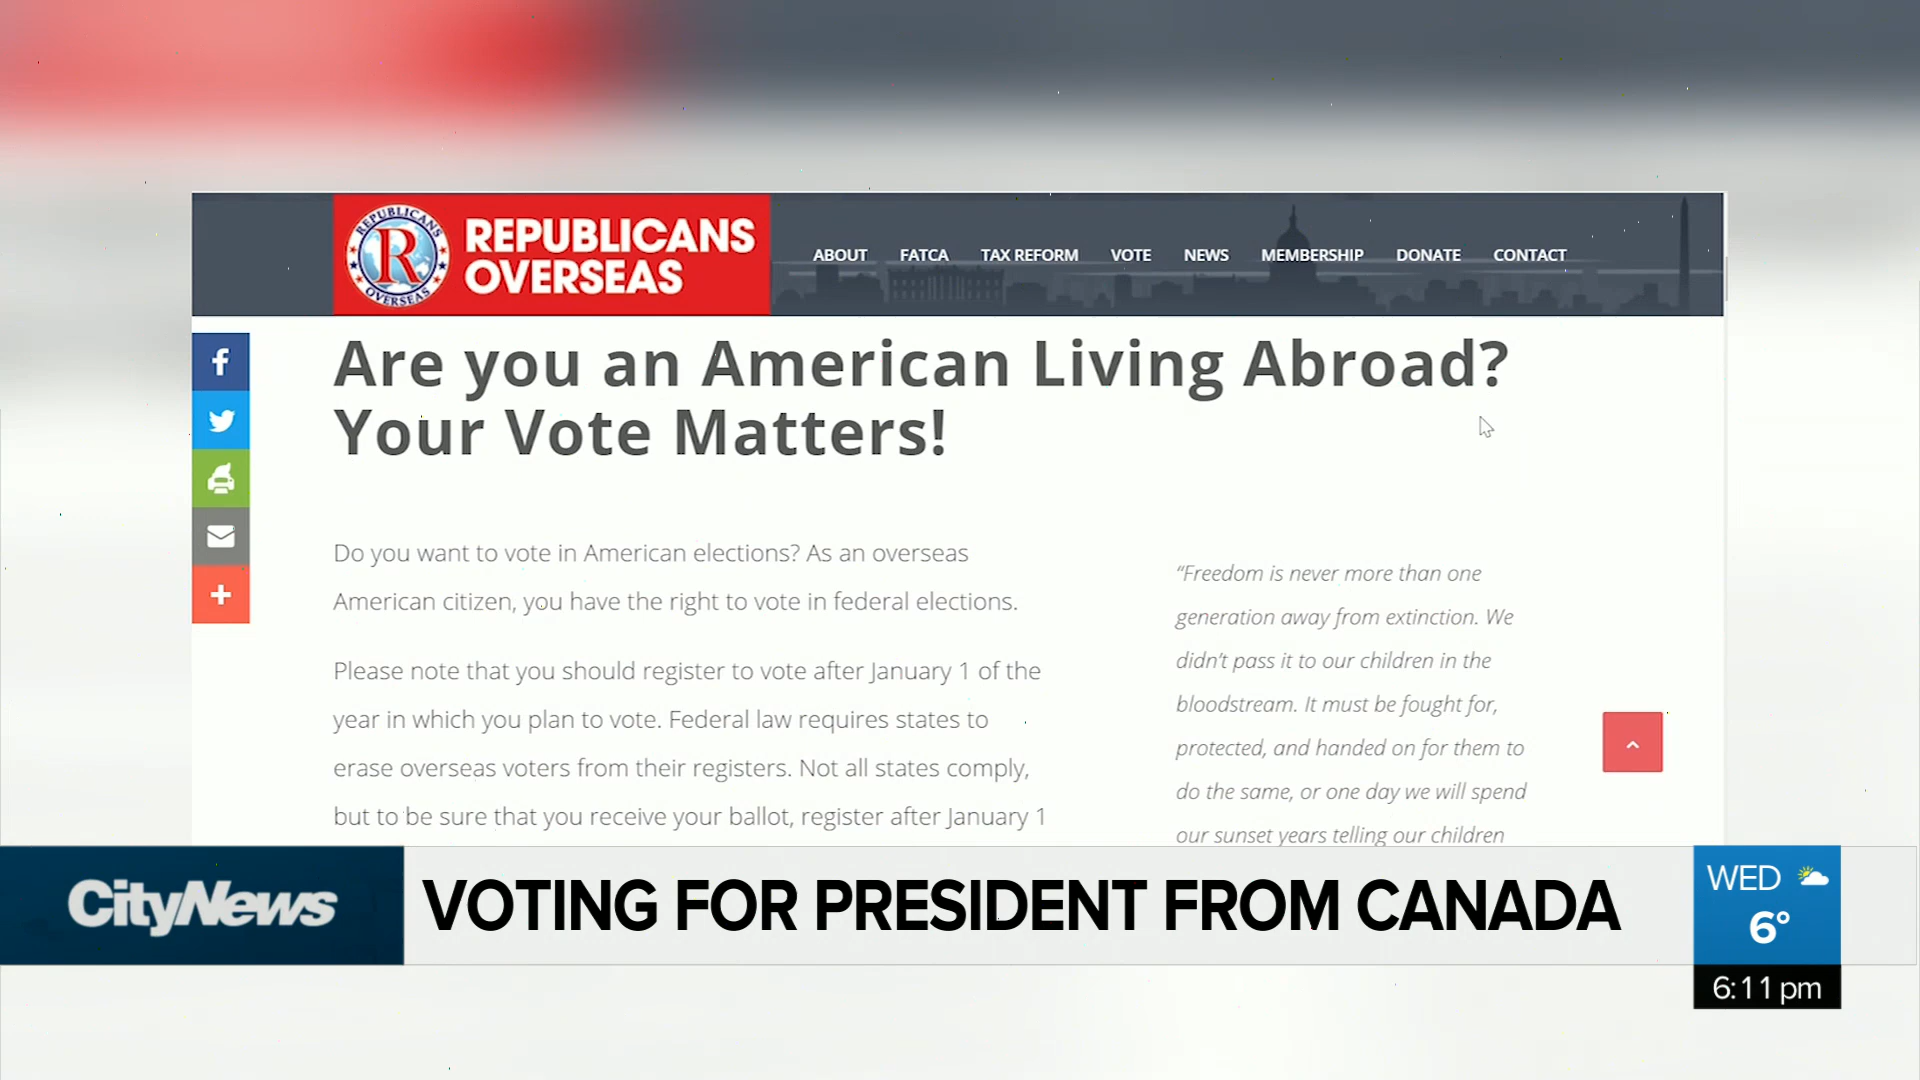 REPUBLICANS
OVERSEAS
R
REPUBLICANS
OVERSEAS
ABOUT FATCA TAX REFORM VOTE NEWS MEMBERSHIP DONATE CONTACT
Are you an American Living Abroad?
Your Vote Matters!
Do you want to vote in American elections? As an overseas
American citizen, you have the right to vote in federal elections.
Please note that you should register to vote after January 1 of the
year in which you plan to vote. Federal law requires states to
erase overseas voters from their registers. Not all states comply,
but to be sure that you receive your ballot, register after January 1
“Freedom is never more than one
generation away from extinction. We
didn’t pass it to our children in the
bloodstream. It must be fought for,
protected, and handed on for them to
do the same, or one day we will spend
our sunset years telling our children
CityNews
VOTING FOR PRESIDENT FROM CANADA
WED
6°
6:11 pm